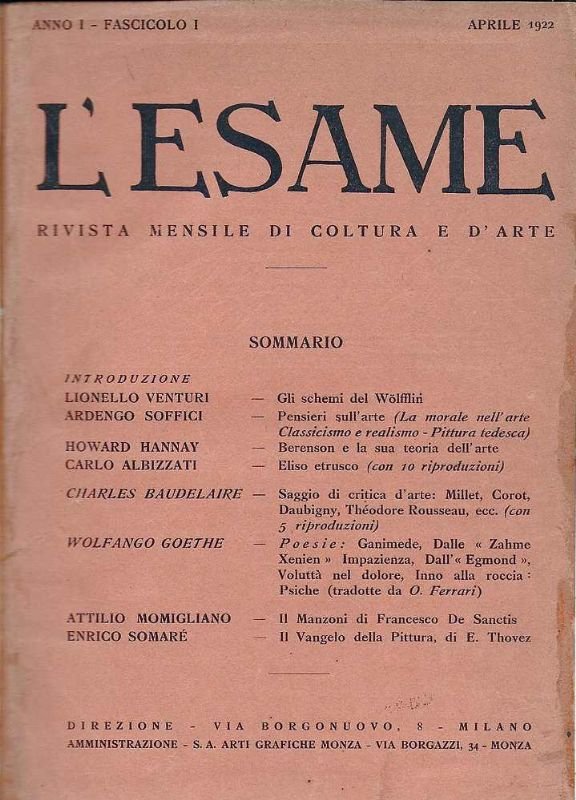 ANNO I - FASCICOLO I
APRILE 1922
L'ESAME
RIVISTA MENSILE DI COLTURA E D'ARTE
SOMMARIO
INTRODUZIONE
LIONELLO VENTURI — Gli schemi del Wölfflin
ARDENGO SOFFICI — Pensieri sull'arte (La morale nell'arte
Classicismo e realismo - Pittura tedesca)
HOWARD HANNAY — Berenson e la sua teoria dell'arte
CARLO ALBIZZATI — Eliso etrusco (con 10 riproduzioni)
CHARLES BAUDELAIRE — Saggio di critica d'arte: Millet, Corot,
Daubigny, Théodore Rousseau, ecc. (con
5 riproduzioni)
WOLFANGO GOETHE — Poesie: Ganimede, Dalle « Zahme
Xenien » Impazienza, Dall'« Egmond »,
Voluttà nel dolore, Inno alla roccia:
Psiche (tradotte da O. Ferrari)
ATTILIO MOMIGLIANO — Il Manzoni di Francesco De Sanctis
ENRICO SOMARÉ — Il Vangelo della Pittura, di E. Thovez
DIREZIONE - VIA BORGONUOVO, 8 - MILANO
AMMINISTRAZIONE - S. A. ARTI GRAFICHE MONZA - VIA BORGAZZI, 34 - MONZA